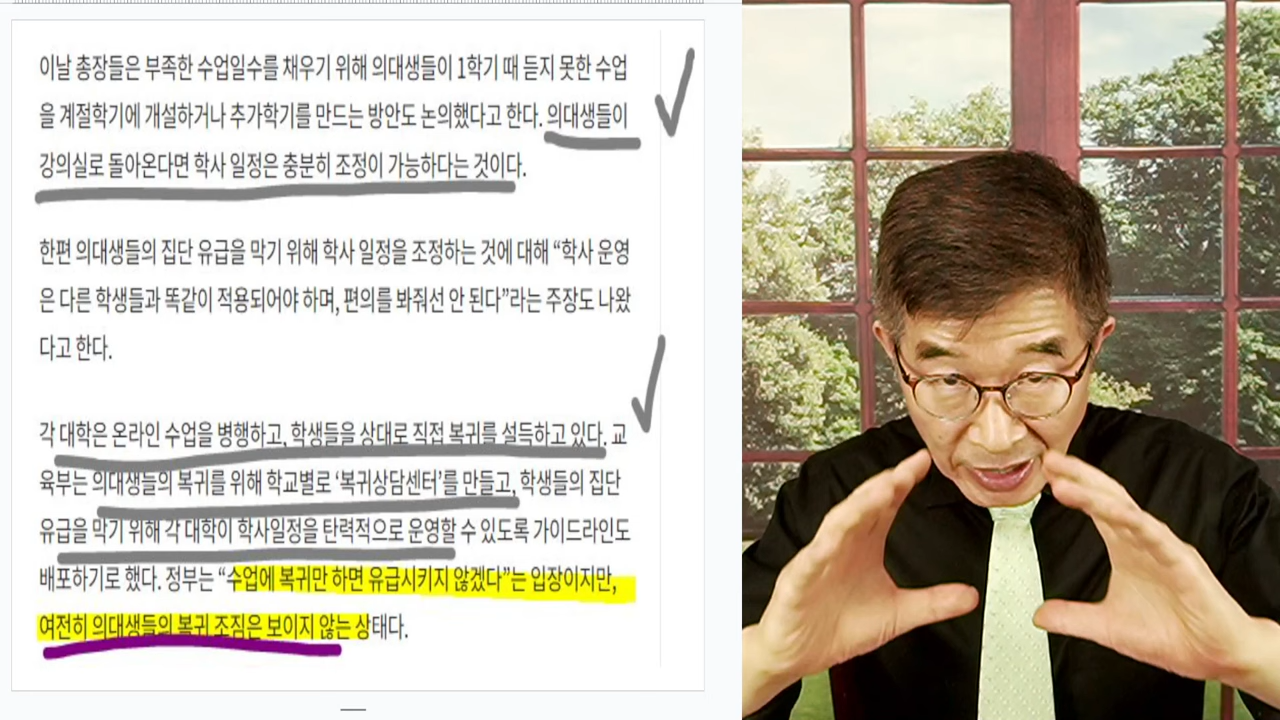 이날 총장들은 부족한 수업일수를 채우기 위해 의대생들이 1학기 때 듣지 못한 수업
을 계절학기에 개설하거나 추가학기를 만드는 방안도 논의했다고 한다. 의대생들이
강의실로 돌아온다면 학사 일정은 충분히 조정이 가능하다는 것이다.
한편 의대생들의 집단 유급을 막기 위해 학사 일정을 조정하는 것에 대해 “학사 운영
은 다른 학생들과 똑같이 적용되어야 하며, 편의를 봐줘선 안 된다”라는 주장도 나왔
다고 한다.
각 대학은 온라인 수업을 병행하고, 학생들을 상대로 직접 복귀를 설득하고 있다. 교
육부는 의대생들의 복귀를 위해 학교별로 ‘복귀상담센터’를 만들고, 학생들의 집단
유급을 막기 위해 각 대학이 학사일정을 탄력적으로 운영할 수 있도록 가이드라인도
배포하기로 했다. 정부는 “수업에 복귀만 하면 유급시키지 않겠다”는 입장이지만,
여전히 의대생들의 복귀 조짐은 보이지 않는 상태다.